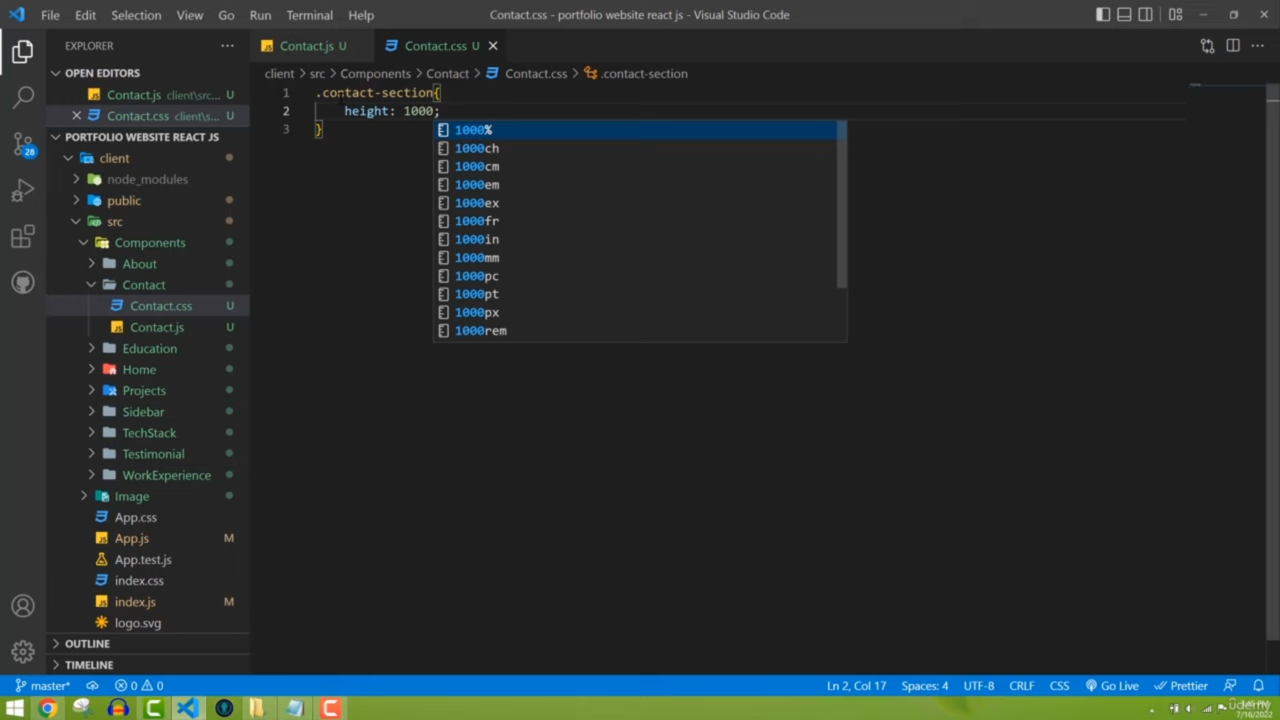 File Edit Selection View Go Run Terminal Help Contact.css - portfolio website react js - Visual Studio Code
EXPLORER ··· Contact.js U Contact.css U
OPEN EDITORS
client > src > Components > Contact > Contact.css > .contact-section
Contact.js client\src... U
Contact.css client\s... U
PORTFOLIO WEBSITE REACT JS
client
node_modules
public
src
Components
About
Contact
Contact.css U
Contact.js U
Education
Home
Projects
Sidebar
TechStack
Testimonial
WorkExperience
Image
App.css
App.js M
App.test.js
index.css
index.js M
logo.svg
OUTLINE
TIMELINE
28
1 .contact-section{
2 height: 1000;
3 }
1000%
1000ch
1000cm
1000em
1000ex
1000fr
1000in
1000mm
1000pc
1000pt
1000px
1000rem
master* 0 0 Ln 2, Col 17 Spaces: 4 UTF-8 CRLF CSS Go Live Prettier
7/16/2022
udemy